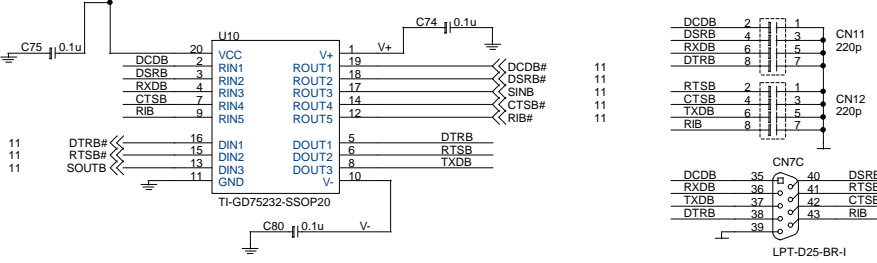 C74 0.1u DCDB 2 1
U10 DSRB 4 3 CN11
C75 0.1u V+ RXDB 6 5 220p
20 VCC V+ 1 DTRB 8 7
DCDB 2 RIN1 ROUT1 19 DCDB# 11
DSRB 3 RIN2 ROUT2 18 DSRB# 11
RXDB 4 RIN3 ROUT3 17 SINB 11 RTSB 2 1
CTSB 7 RIN4 ROUT4 14 CTSB# 11 CTSB 4 3 CN12
RIB 9 RIN5 ROUT5 12 RIB# 11 TXDB 6 5 220p
RIB 8 7
11 DTRB# 16 DIN1 DOUT1 5 DTRB
11 RTSB# 15 DIN2 DOUT2 6 RTSB
11 SOUTB 13 DIN3 DOUT3 8 TXDB CN7C
11 GND V- 10 DCDB 35 40 DSRB
TI-GD75232-SSOP20 RXDB 36 41 RTSB
TXDB 37 42 CTSB
C80 0.1u V- DTRB 38 43 RIB
39
LPT-D25-BR-I